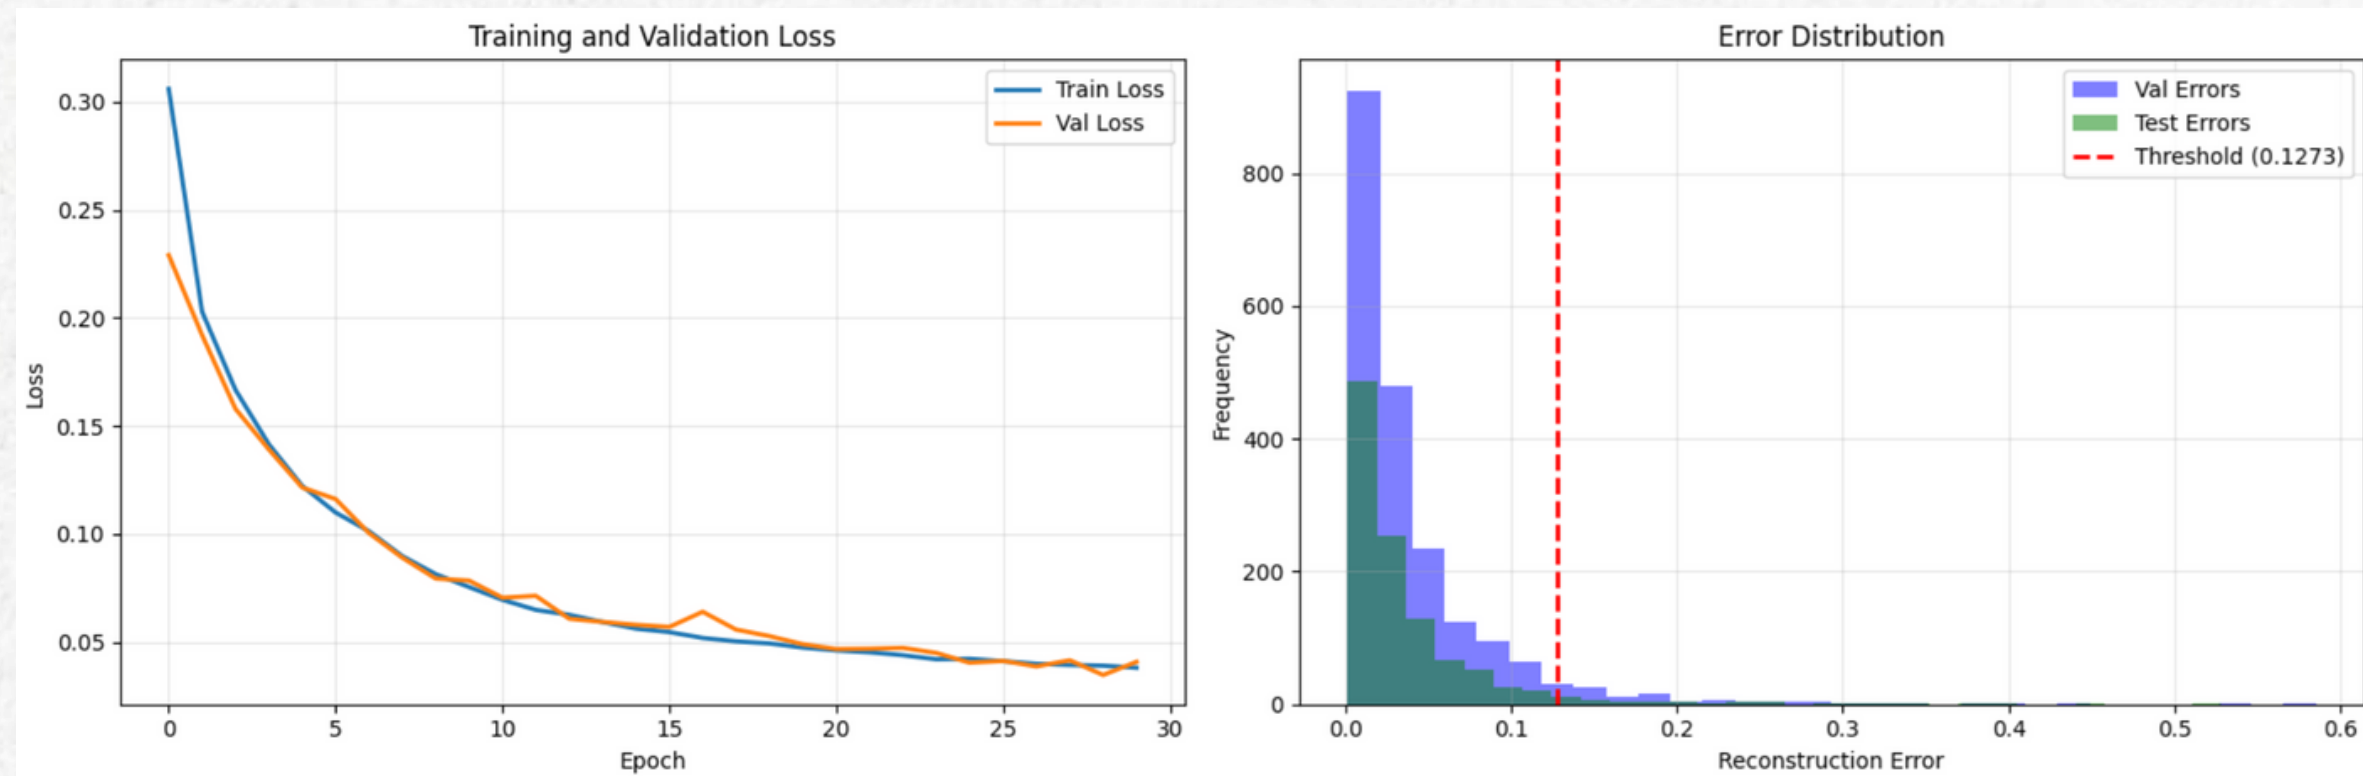 Training and Validation Loss
Train Loss
Val Loss
0.30
0.25
0.20
0.15
0.10
0.05
Loss
0 5 10 15 20 25 30
Epoch
Error Distribution
Val Errors
Test Errors
Threshold (0.1273)
800
600
400
200
0
Frequency
0.0 0.1 0.2 0.3 0.4 0.5 0.6
Reconstruction Error